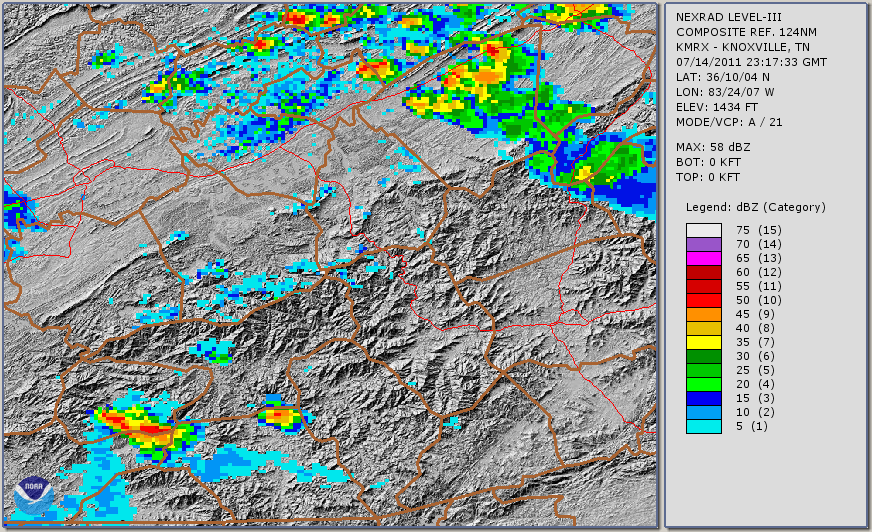 NEXRAD LEVEL-III
COMPOSITE REF. 124NM
KMRX - KNOXVILLE, TN
07/14/2011 23:17:33 GMT
LAT: 36/10/04 N
LON: 83/24/07 W
ELEV: 1434 FT
MODE/VCP: A / 21
MAX: 58 dBZ
BOT: 0 KFT
TOP: 0 KFT
Legend: dBZ (Category)
75 (15)
70 (14)
65 (13)
60 (12)
55 (11)
50 (10)
45 (9)
40 (8)
35 (7)
30 (6)
25 (5)
20 (4)
15 (3)
10 (2)
5 (1)
NOAA